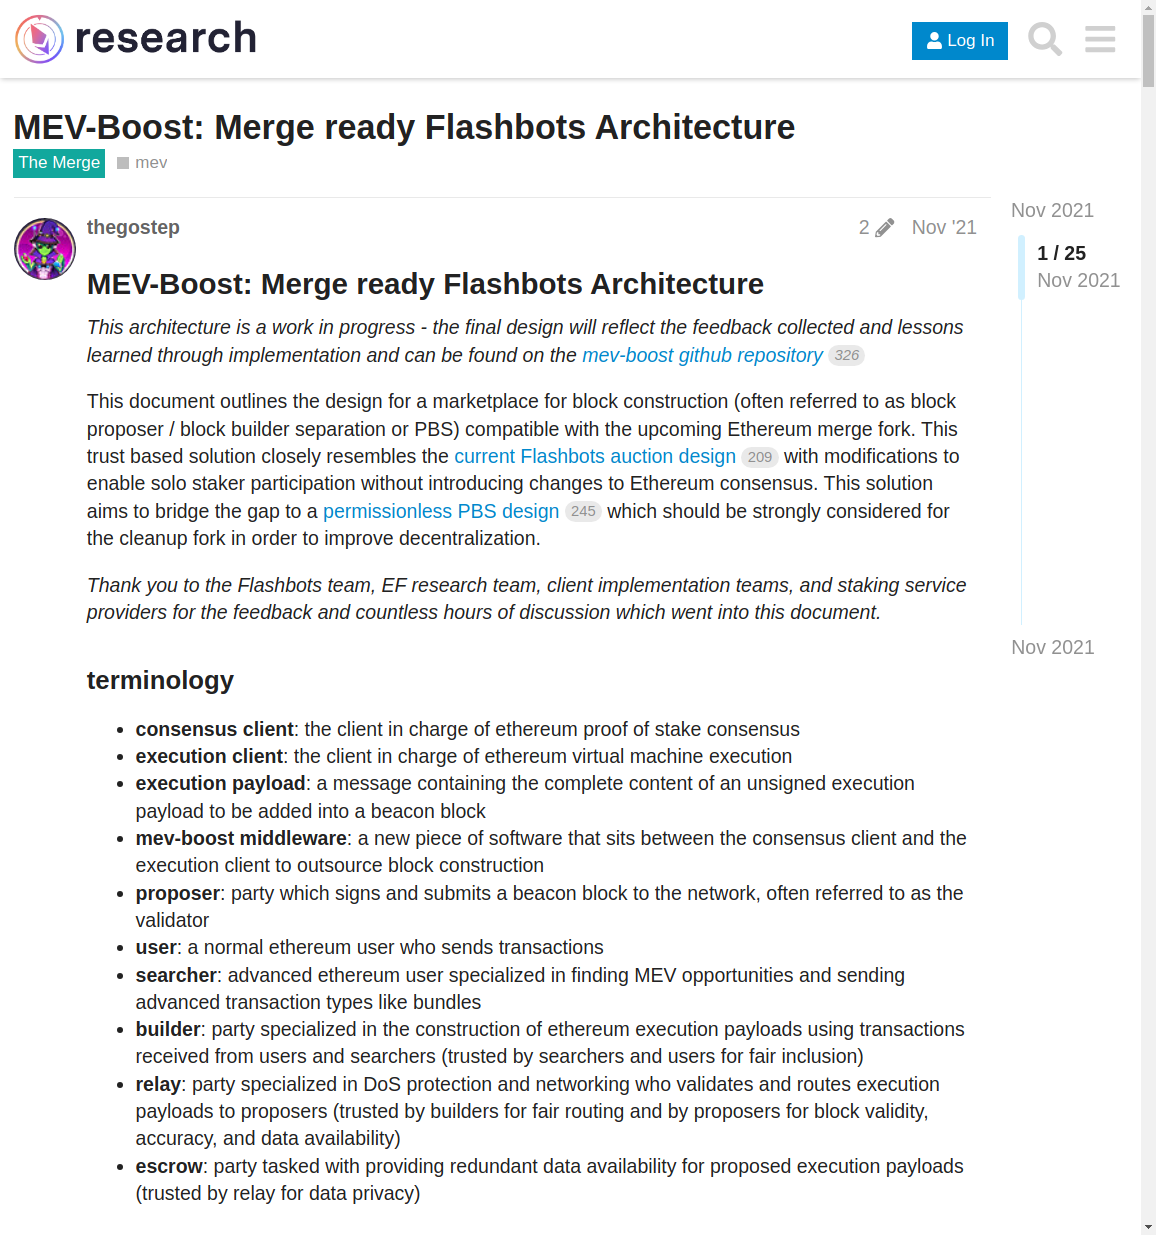 research
Log In
MEV-Boost: Merge ready Flashbots Architecture
The Merge mev
thegostep
2 Nov '21
MEV-Boost: Merge ready Flashbots Architecture
This architecture is a work in progress - the final design will reflect the feedback collected and lessons
learned through implementation and can be found on the mev-boost github repository 326
This document outlines the design for a marketplace for block construction (often referred to as block
proposer / block builder separation or PBS) compatible with the upcoming Ethereum merge fork. This
trust based solution closely resembles the current Flashbots auction design 209 with modifications to
enable solo staker participation without introducing changes to Ethereum consensus. This solution
aims to bridge the gap to a permissionless PBS design 245 which should be strongly considered for
the cleanup fork in order to improve decentralization.
Thank you to the Flashbots team, EF research team, client implementation teams, and staking service
providers for the feedback and countless hours of discussion which went into this document.
terminology
• consensus client: the client in charge of ethereum proof of stake consensus
• execution client: the client in charge of ethereum virtual machine execution
• execution payload: a message containing the complete content of an unsigned execution
payload to be added into a beacon block
• mev-boost middleware: a new piece of software that sits between the consensus client and the
execution client to outsource block construction
• proposer: party which signs and submits a beacon block to the network, often referred to as the
validator
• user: a normal ethereum user who sends transactions
• searcher: advanced ethereum user specialized in finding MEV opportunities and sending
advanced transaction types like bundles
• builder: party specialized in the construction of ethereum execution payloads using transactions
received from users and searchers (trusted by searchers and users for fair inclusion)
• relay: party specialized in DoS protection and networking who validates and routes execution
payloads to proposers (trusted by builders for fair routing and by proposers for block validity,
accuracy, and data availability)
• escrow: party tasked with providing redundant data availability for proposed execution payloads
(trusted by relay for data privacy)
Nov 2021
1 / 25
Nov 2021
Nov 2021